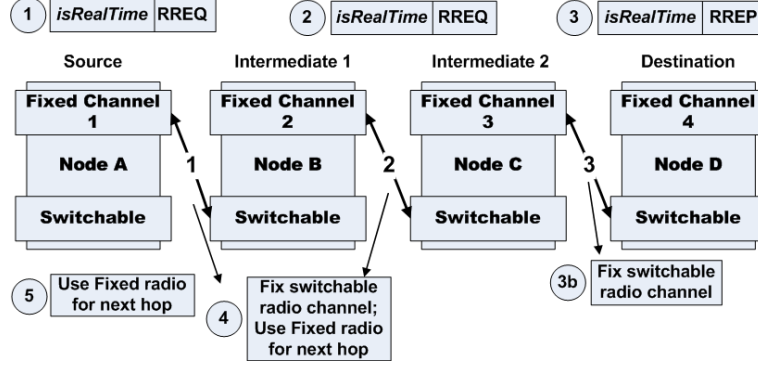 1 isRealTime RREQ
2 isRealTime RREQ
3 isRealTime RREP
Source
Intermediate 1
Intermediate 2
Destination
Fixed Channel
1
Fixed Channel
2
Fixed Channel
3
Fixed Channel
4
Node A
1
Node B
2
Node C
3
Node D
Switchable
Switchable
Switchable
Switchable
5
Use Fixed radio
for next hop
4
Fix switchable
radio channel;
Use Fixed radio
for next hop
3b
Fix switchable
radio channel